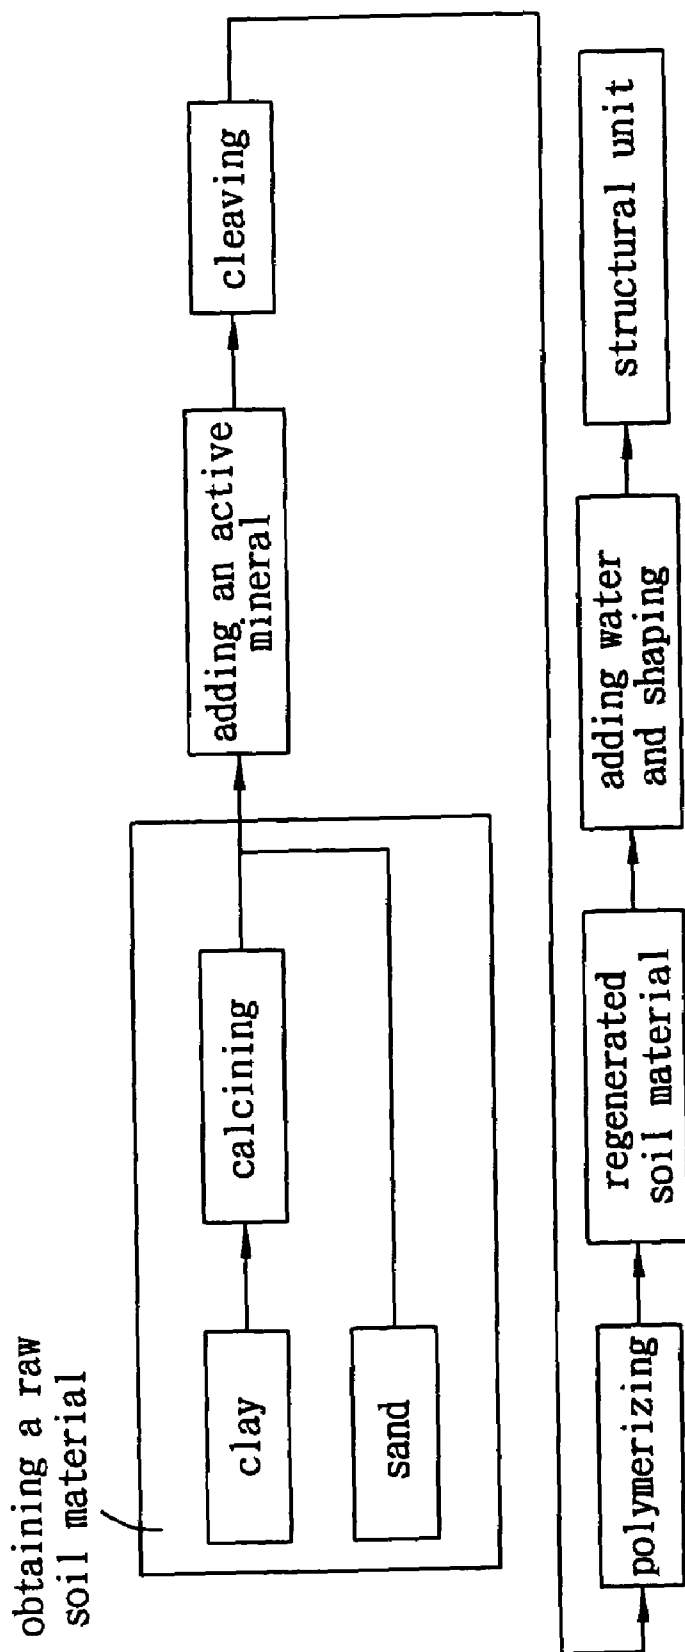 obtaining a raw
soil material
clay
calcining
sand
adding an active
mineral
cleaving
polymerizing
regenerated
soil material
adding water
and shaping
structural unit